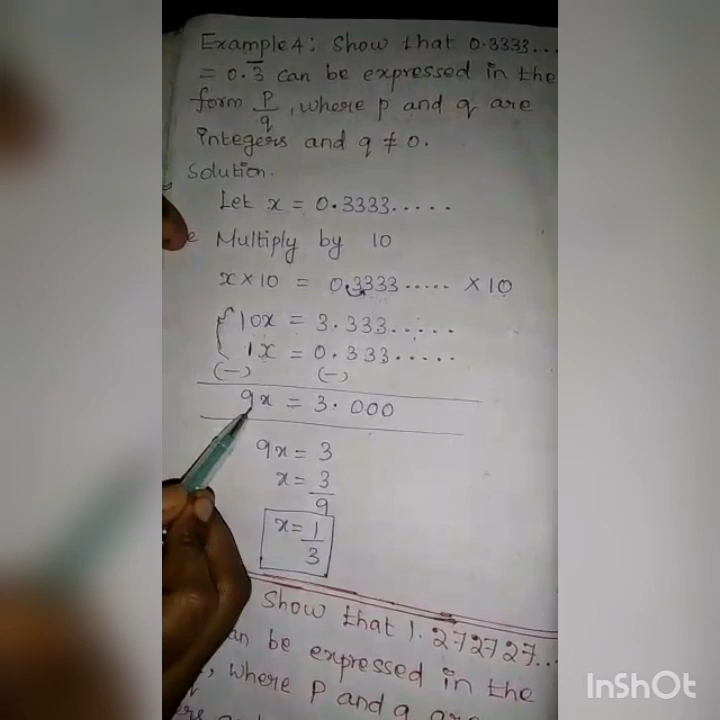 Example 4: Show that 0.3333...
= 0.3̅ can be expressed in the
form p/q, where p and q are
integers and q ≠ 0.
Solution.
Let x = 0.3333.....
Multiply by 10
x × 10 = 0.3333..... × 10
10x = 3.333......
1x = 0.333.....
(-) (-)
9x = 3.000
9x = 3
x = 3/9
x = 1/3
Show that 1.272727...
can be expressed in the
, where p and q are
InShOt